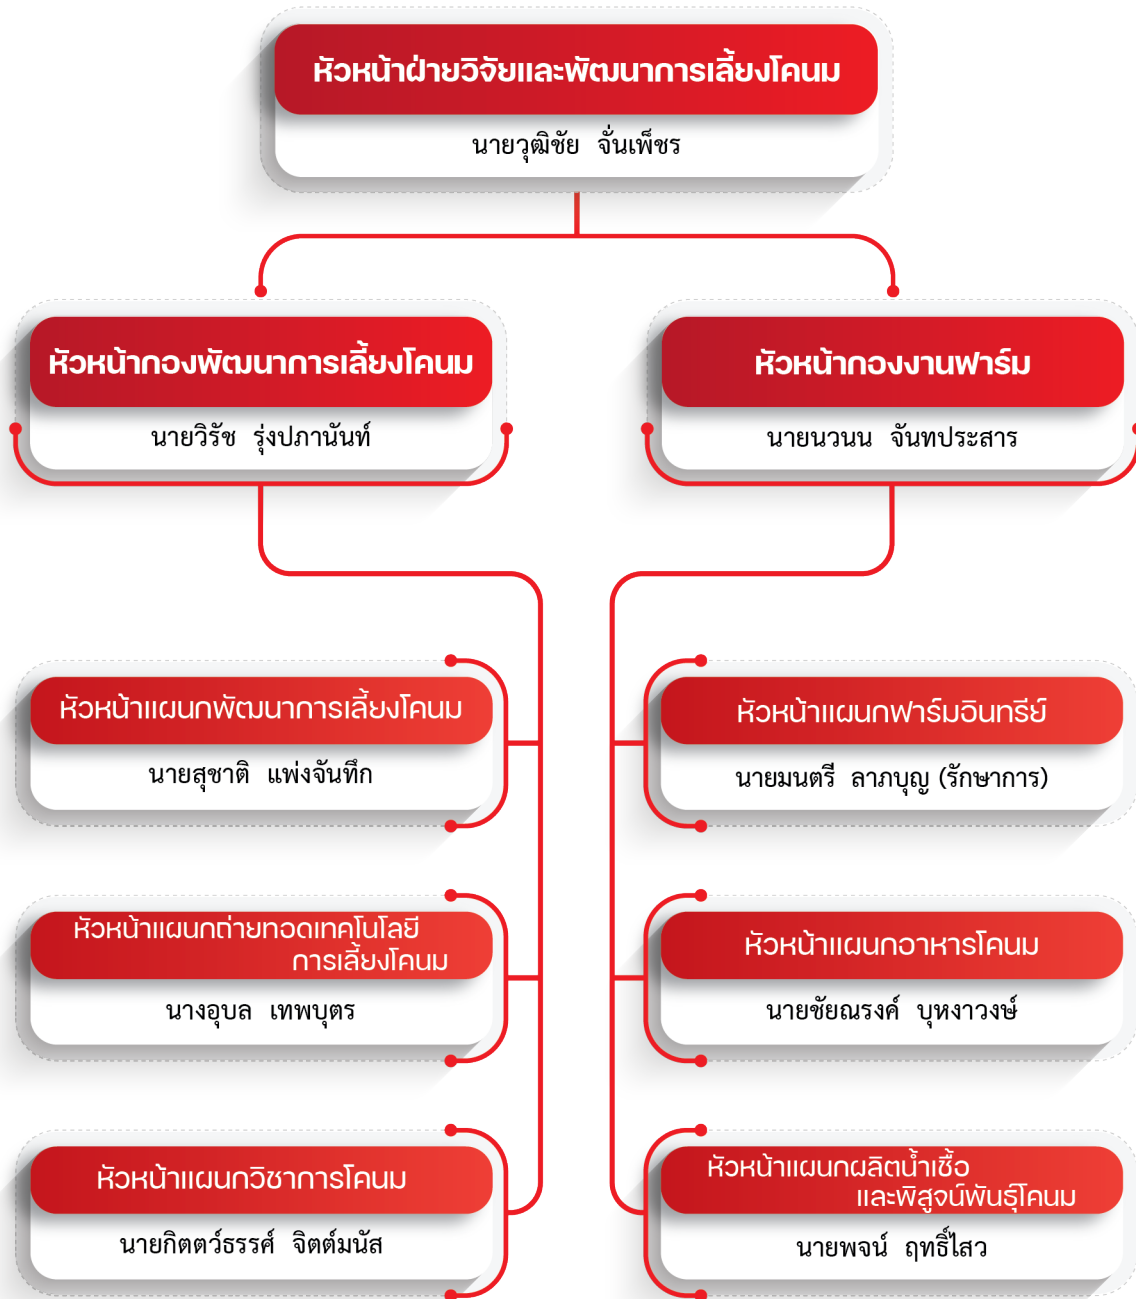 หัวหน้าฝ่ายวิจัยและพัฒนาการเลี้ยงโคนม
นายวุฒิชัย จั่นเพ็ชร
หัวหน้ากองพัฒนาการเลี้ยงโคนม
นายวิรัช รุ่งปภานันท์
หัวหน้ากองงานฟาร์ม
นายนวนน จันทประสาร
หัวหน้าแผนกพัฒนาการเลี้ยงโคนม
นายสุชาติ แพ่งจันทึก
หัวหน้าแผนกฟาร์มอินทรีย์
นายมนตรี ลาภบุญ (รักษาการ)
หัวหน้าแผนกถ่ายทอดเทคโนโลยี
การเลี้ยงโคนม
นางอุบล เทพบุตร
หัวหน้าแผนกอาหารโคนม
นายชัยณรงค์ บุหงาวงษ์
หัวหน้าแผนกวิชาการโคนม
นายกิตตว์ธรรศ์ จิตต์มนัส
หัวหน้าแผนกผลิตน้ำเชื้อ
และพิสูจน์พันธุ์โคนม
นายพจน์ ฤทธิ์ไสว